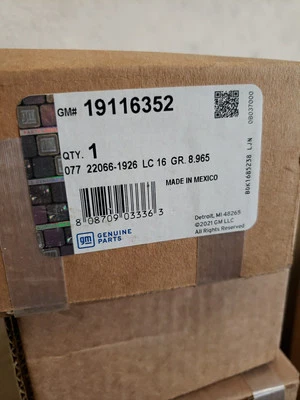 GM# 19116352
QTY. 1
077 22066-1926 LC 16 GR. 8.965
MADE IN MEXICO
8 08709 03336 3
gm GENUINE
PARTS
Detroit, MI 48265
©2021 GM LLC
All Rights Reserved
08037000
BGK1685238 L/N